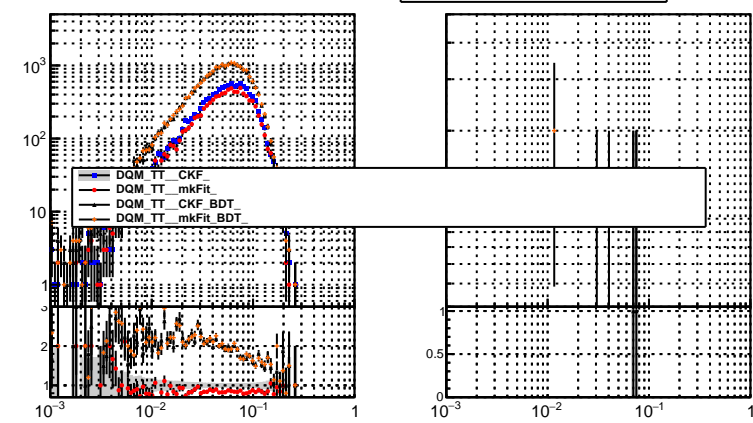 10³
10²
DQM_TT__CKF_
DQM_TT__mkFit_
DQM_TT__CKF_BDT_
DQM_TT__mkFit_BDT_
10
1
3
2
1
1
0.5
0
10⁻³ 10⁻² 10⁻¹ 1
10⁻³ 10⁻² 10⁻¹ 1